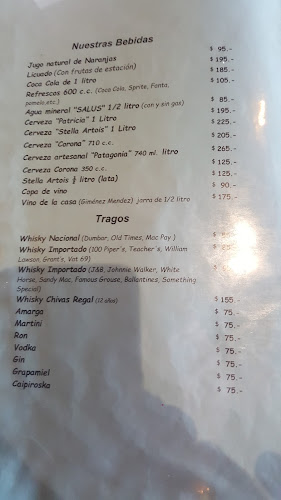 Nuestras Bebidas
Jugo natural de Naranjas $ 95.-
Licuado (Con frutas de estación) $195.-
Coca Cola de 1 litro $185.-
Refrescos 600 c.c. (Coca Cola, Sprite, Fanta, $105.-
pomelo,etc.)
Agua mineral "SALUS" 1/2 litro (con y sin gas) $ 85.-
Cerveza "Patricia" 1 Litro $195.-
Cerveza "Stella Artois" 1 Litro $225.-
Cerveza "Corona" 710 c.c. $205.-
Cerveza artesanal "Patagonia" 740 ml. litro $265.-
Cerveza Corona 350 c.c. $125.-
Stella Artois ½ litro (lata) $125.-
Copa de vino $ 90.-
Vino de la casa (Giménez Mendez) jarra de 1/2 litro $175.-
Tragos
Whisky Nacional (Dumbar, Old Times, Mac Pay )
Whisky Importado (100 Piper's, Teacher's, William
Lawson, Grant's, Vat 69)
Whisky Importado (J&B, Johnnie Walker, White
Horse, Sandy Mac, Famous Grouse, Ballantines, Something
Special)
Whisky Chivas Regal (12 años) $ 155.-
Amarga $ 75.-
Martini $ 75.-
Ron $ 75.-
Vodka $ 75.-
Gin $ 75.-
Grapamiel $ 75.-
Caipiroska $ 75.-